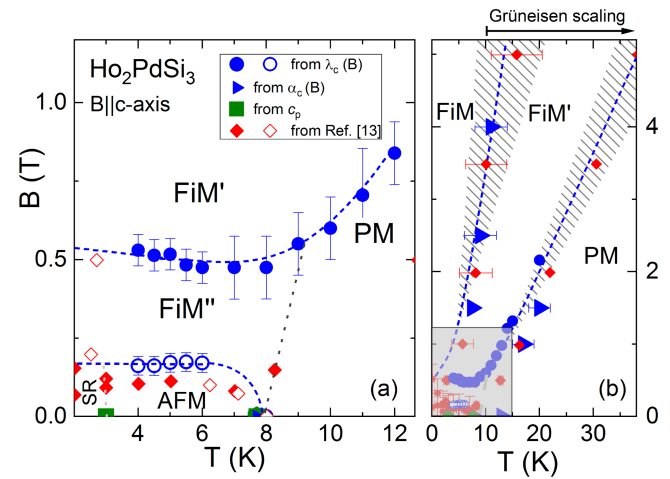 Grüneisen scaling
Ho₂PdSi₃
B||c-axis
from λc (B)
from αc (B)
from cp
from Ref. [13]
FiM'
PM
FiM''
SR
AFM
(a)
B (T)
1.0
0.5
0.0
4
6
8
10
12
T (K)
FiM
FiM'
PM
(b)
4
2
0
0
10
20
30
T (K)